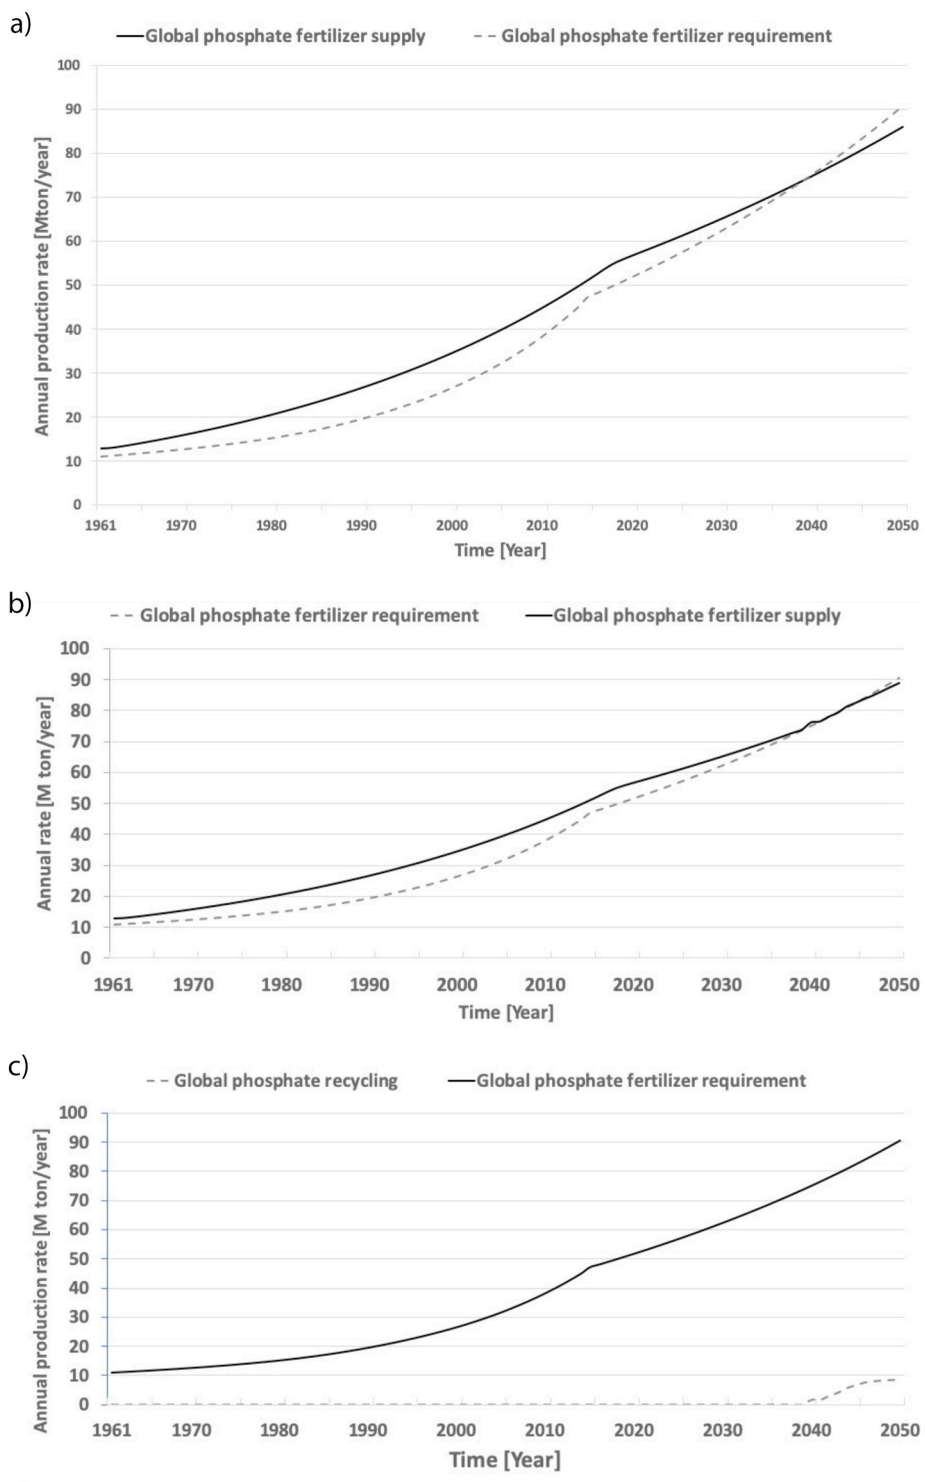 a)
Global phosphate fertilizer supply Global phosphate fertilizer requirement
Annual production rate [Mton/year]
100
90
80
70
60
50
40
30
20
10
0
1961 1970 1980 1990 2000 2010 2020 2030 2040 2050
Time [Year]
b)
Global phosphate fertilizer requirement Global phosphate fertilizer supply
Annual rate [M ton/year]
100
90
80
70
60
50
40
30
20
10
0
1961 1970 1980 1990 2000 2010 2020 2030 2040 2050
Time [Year]
c)
Global phosphate recycling Global phosphate fertilizer requirement
Annual production rate [M ton/year]
100
90
80
70
60
50
40
30
20
10
0
1961 1970 1980 1990 2000 2010 2020 2030 2040 2050
Time [Year]